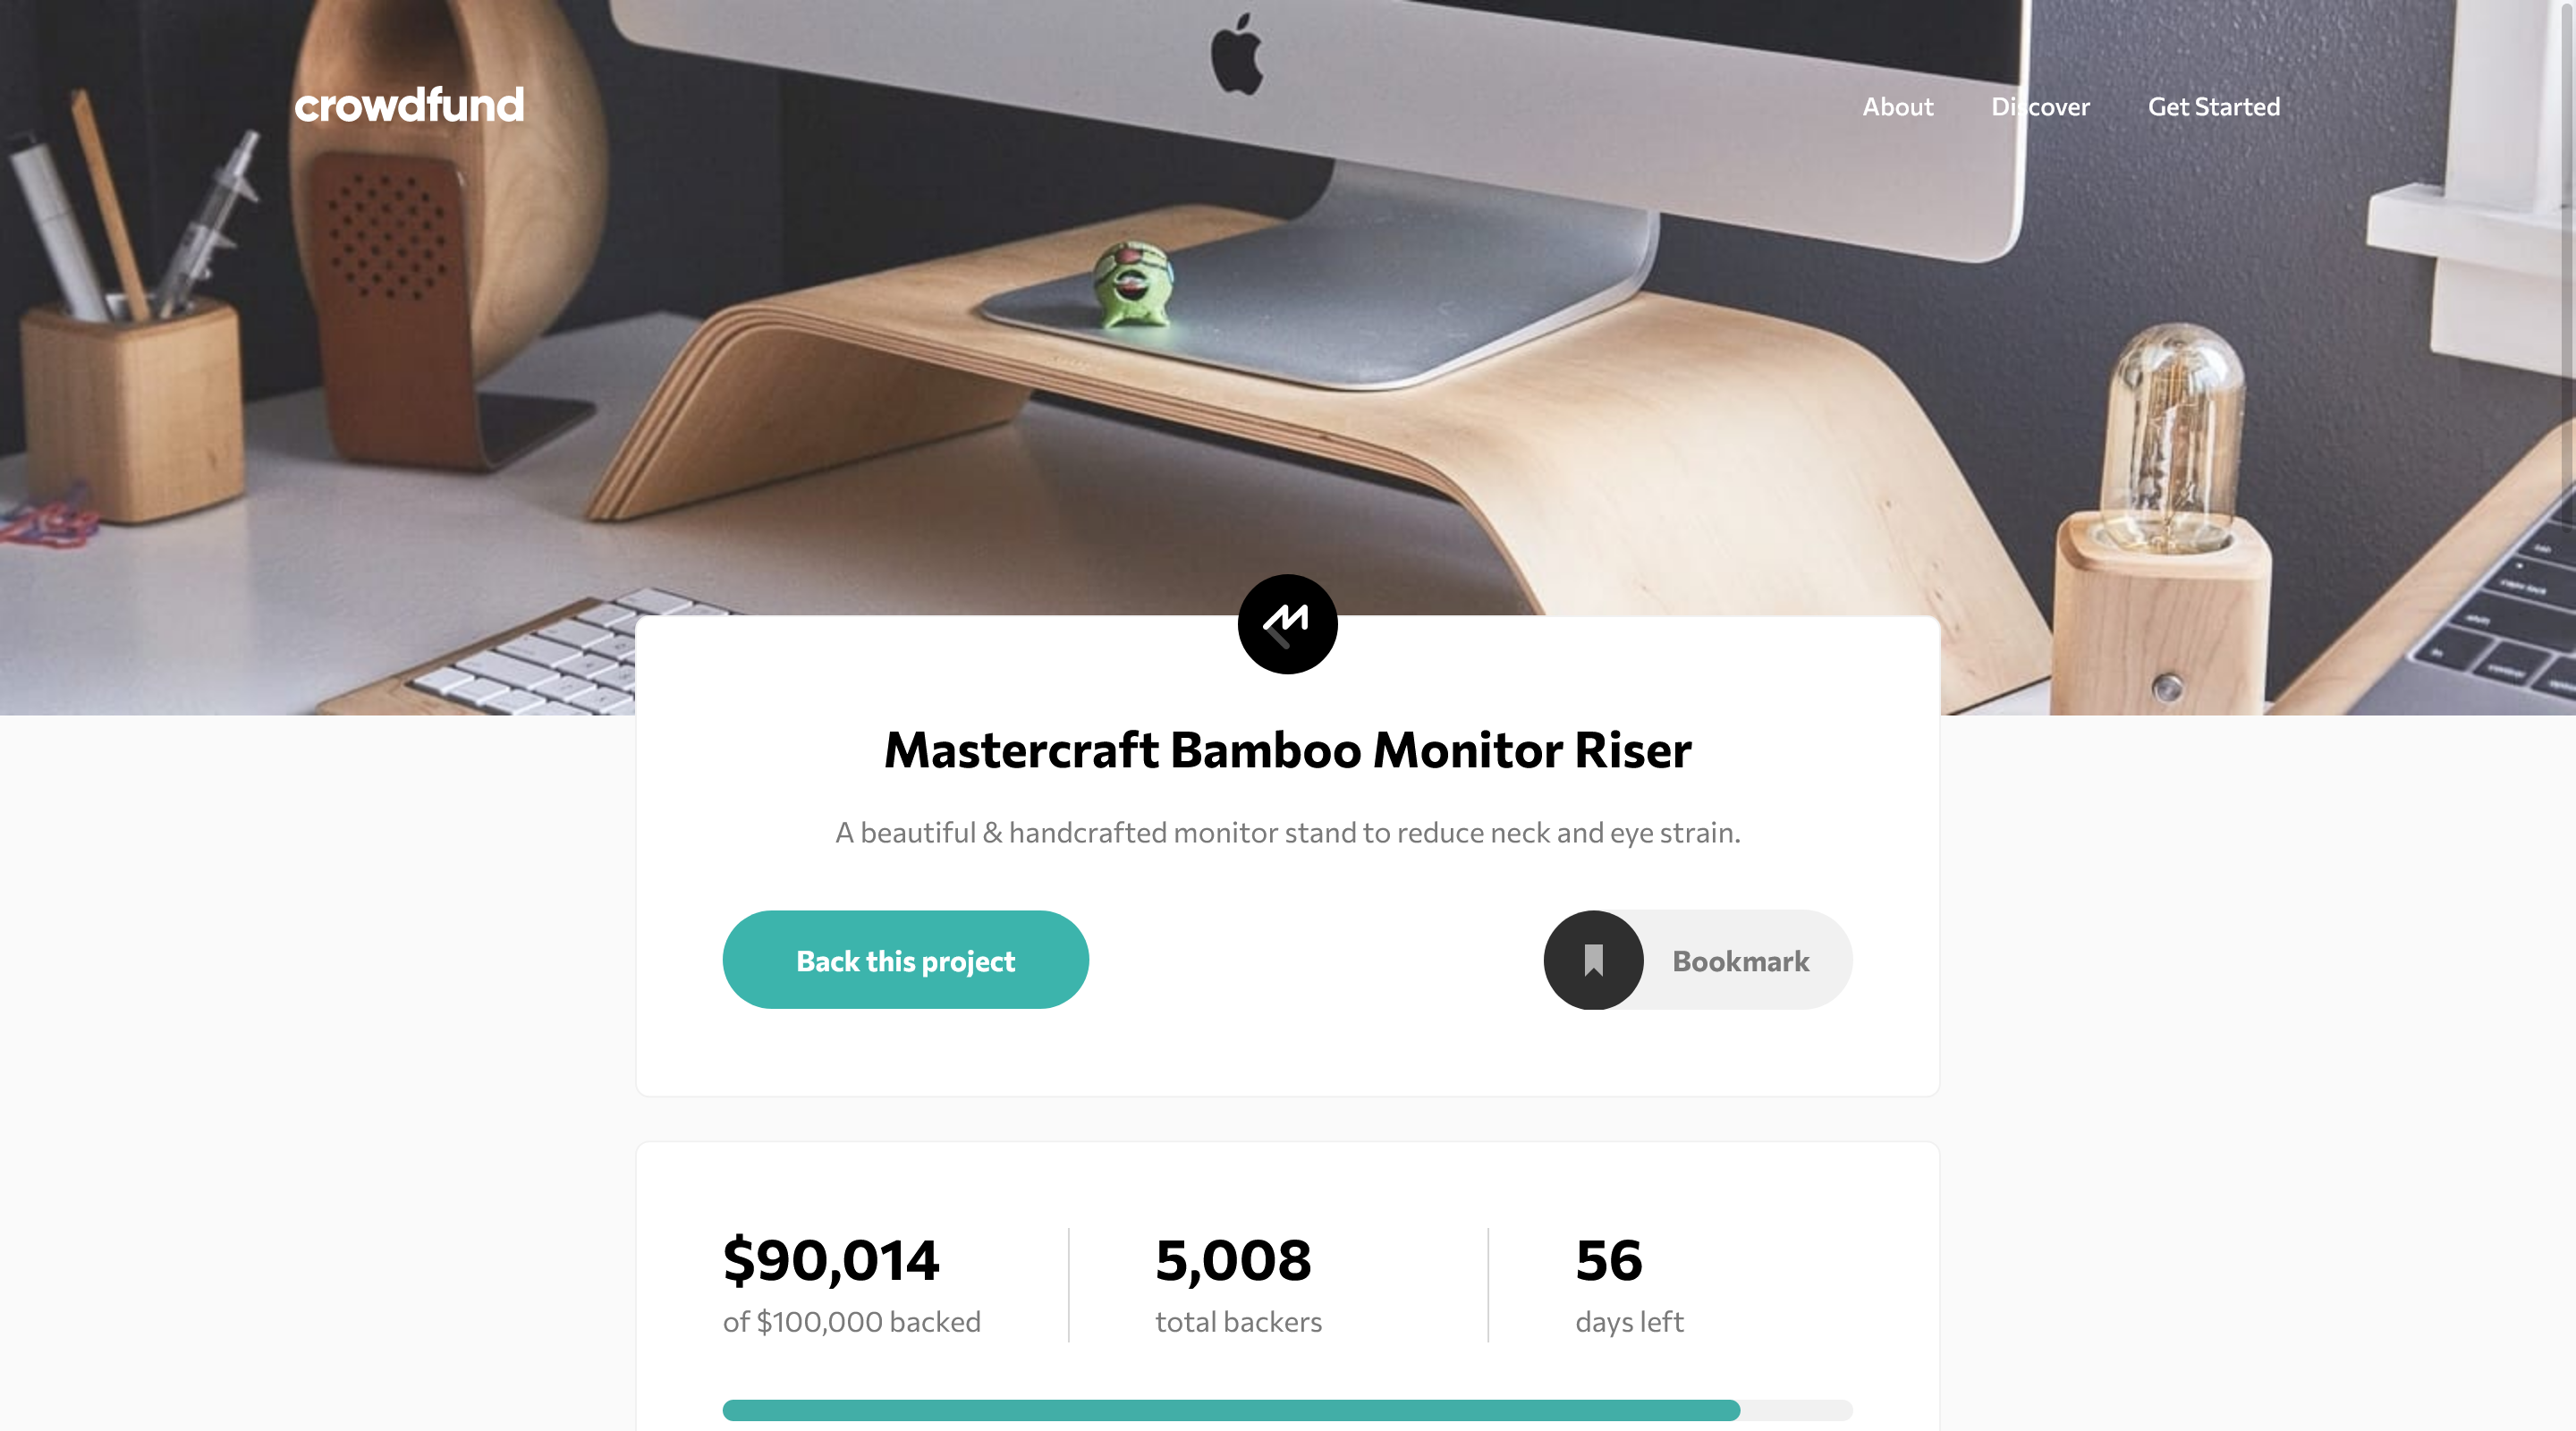 crowdfund
About Discover Get Started
Mastercraft Bamboo Monitor Riser
A beautiful & handcrafted monitor stand to reduce neck and eye strain.
Back this project
Bookmark
$90,014
of $100,000 backed
5,008
total backers
56
days left